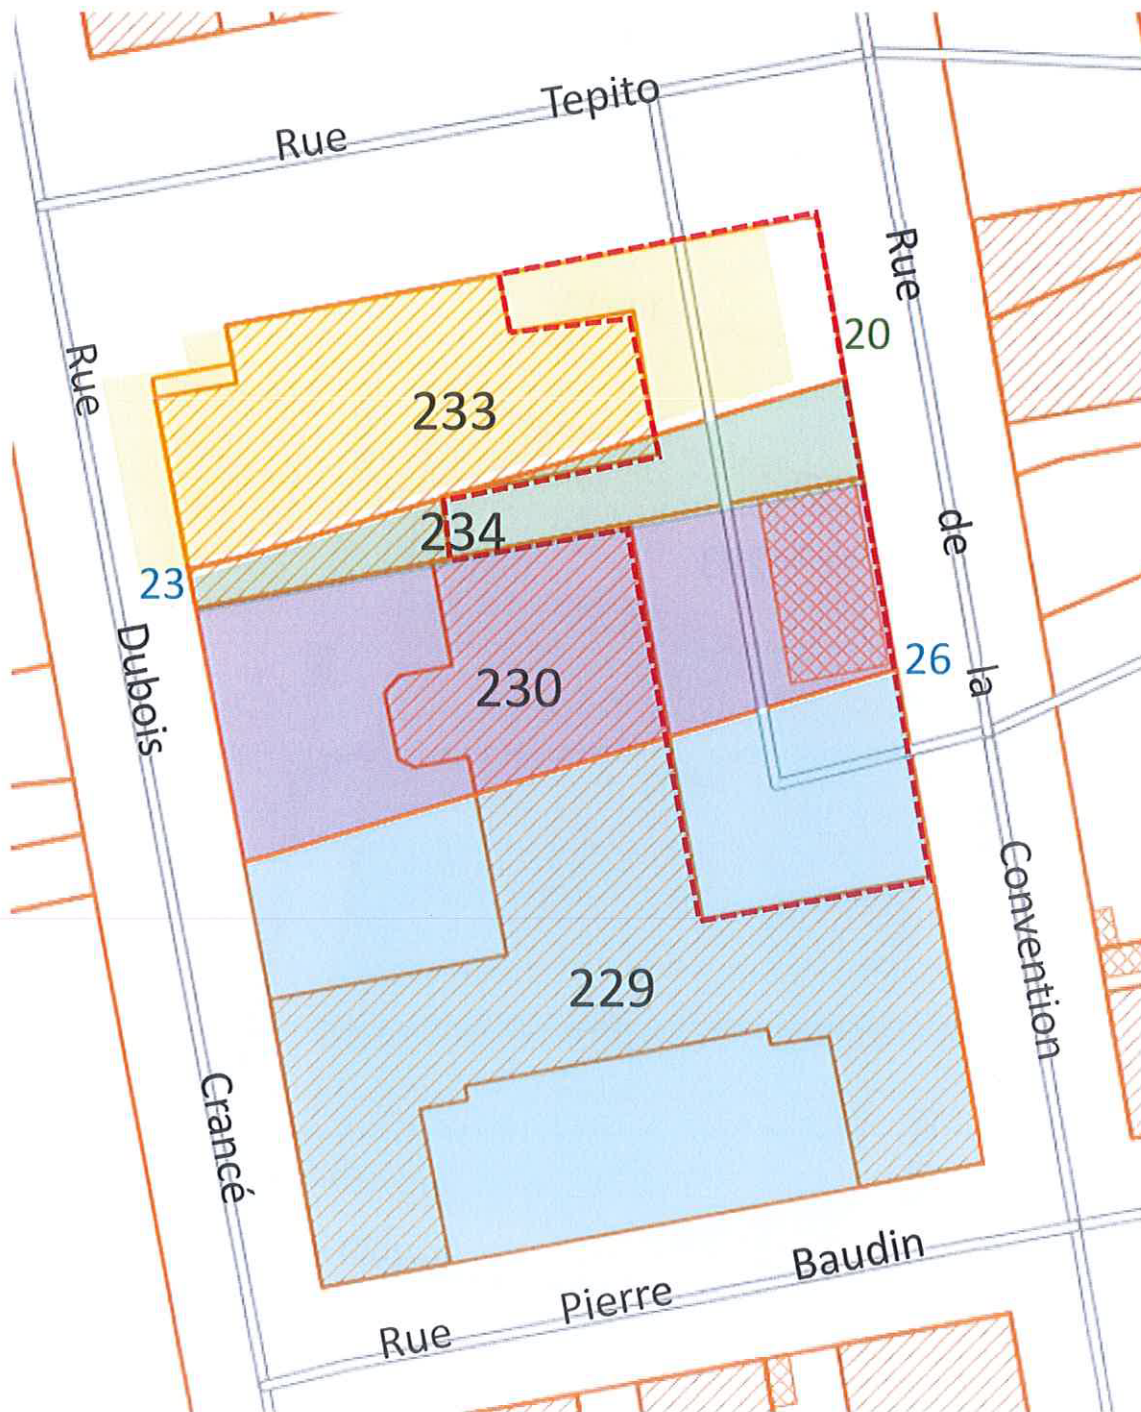 Rue Tepito
Rue
20
Rue
233
234
de
23
26
la
Dubois
230
Convention
229
Crancé
Baudin
Pierre
Rue